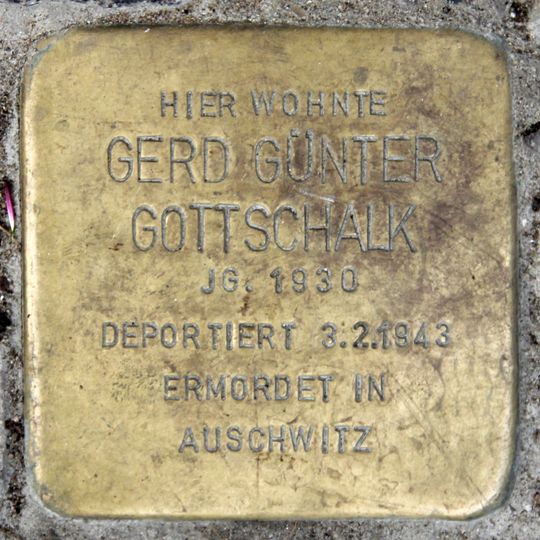 HIER WOHNTE
GERD GÜNTER
GOTTSCHALK
JG. 1930
DEPORTIERT 3.2.1943
ERMORDET IN
AUSCHWITZ